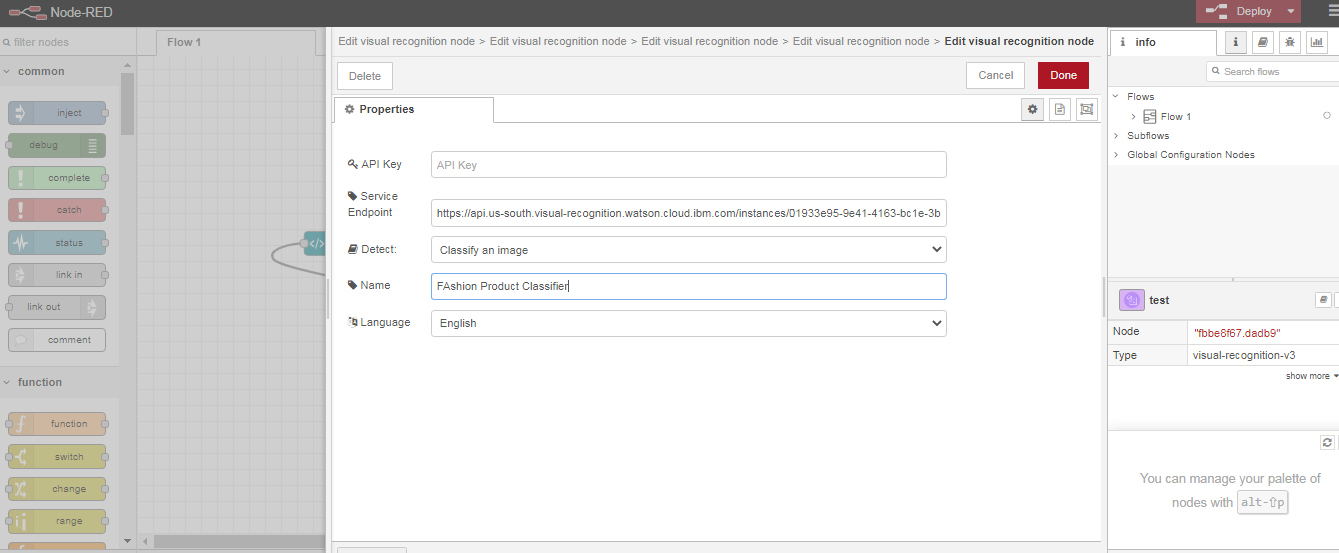 Node-RED
Deploy
filter nodes
Flow 1
common
inject
debug
complete
catch
status
link in
link out
comment
function
function
switch
change
range
Edit visual recognition node > Edit visual recognition node > Edit visual recognition node > Edit visual recognition node > Edit visual recognition node
Delete
Cancel
Done
Properties
API Key
API Key
Service Endpoint
https://api.us-south.visual-recognition.watson.cloud.ibm.com/instances/01933e95-9e41-4163-bc1e-3b
Detect:
Classify an image
Name
FAshion Product Classifier
Language
English
info
Search flows
Flows
Flow 1
Subflows
Global Configuration Nodes
test
Node
"fbbe8f67.dadb9"
Type
visual-recognition-v3
show more
You can manage your palette of
nodes with alt-⇧p